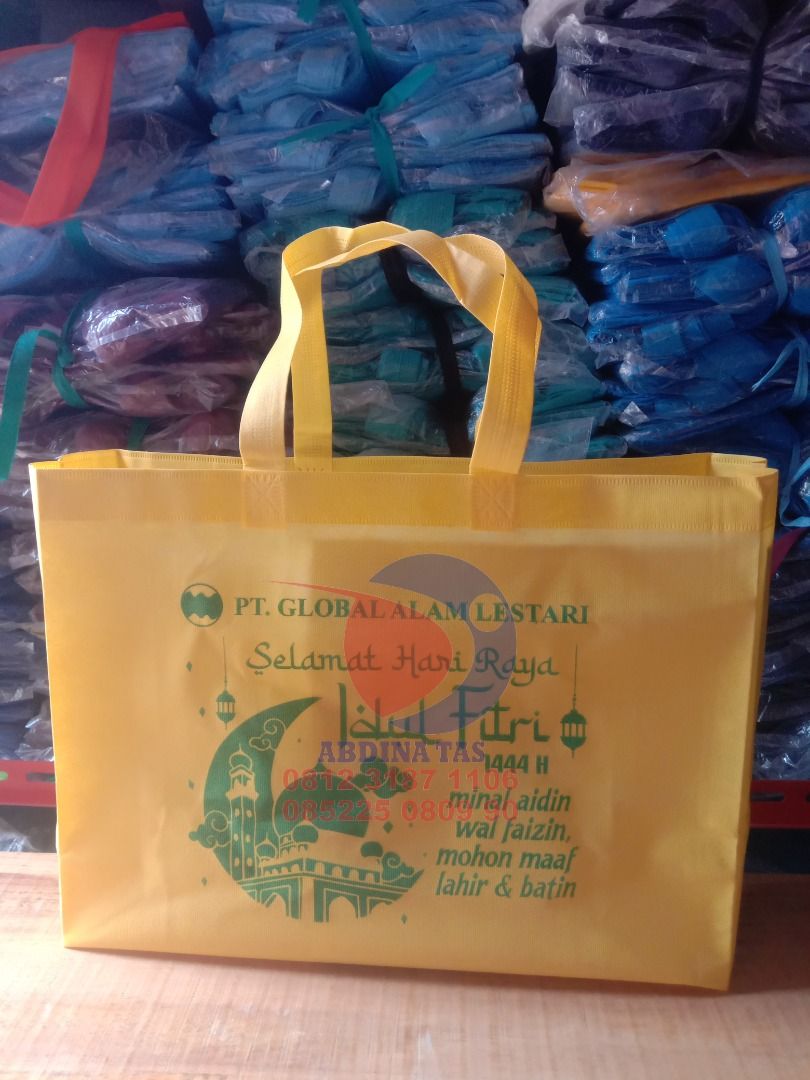 PT. GLOBAL ALAM LESTARI
Selamat Hari Raya
Idul Fitri
1444 H
minal aidin
wal faizin,
mohon maaf
lahir & batin
ABDINA TAS
0812 3187 1106
085225 0809 90